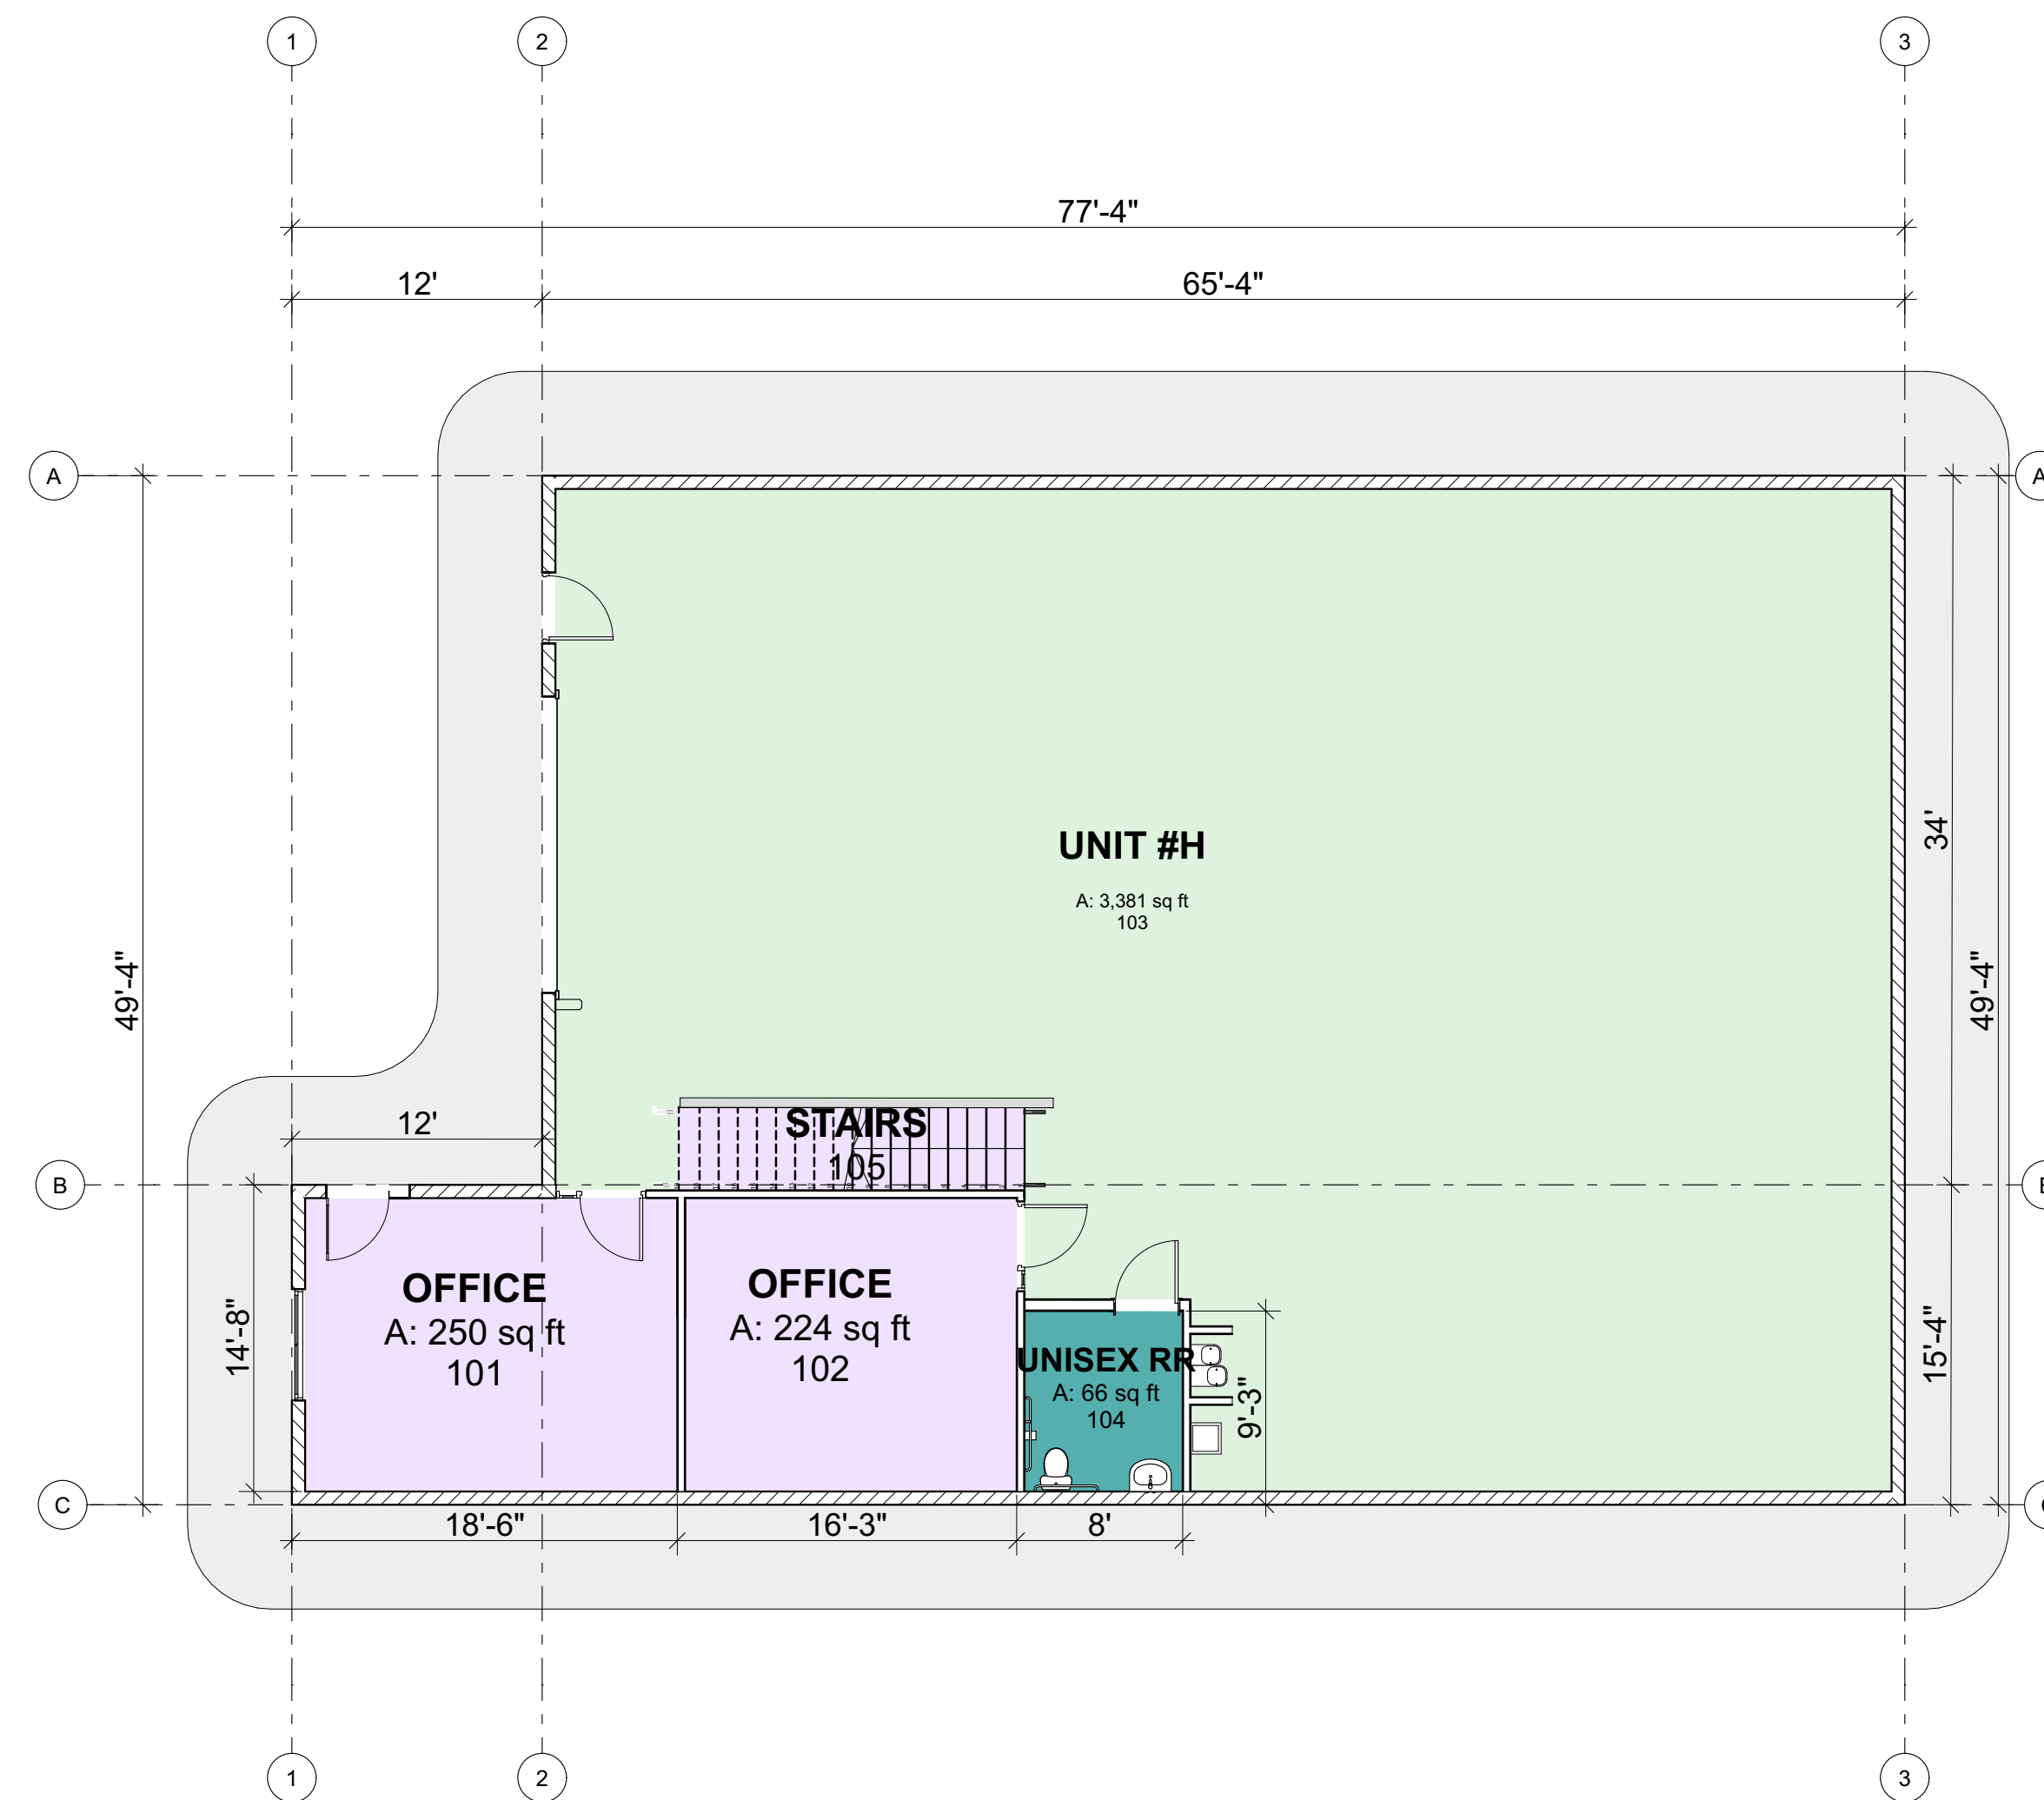 1
2
3
77'-4"
12'
65'-4"
A
A
UNIT #H
A: 3,381 sq ft
103
34'
49'-4"
49'-4"
STAIRS
105
12'
B
OFFICE
A: 250 sq ft
101
OFFICE
A: 224 sq ft
102
UNISEX RR
A: 66 sq ft
104
14'-8"
9'-3"
15'-4"
C
18'-6"
16'-3"
8'
1
2
3